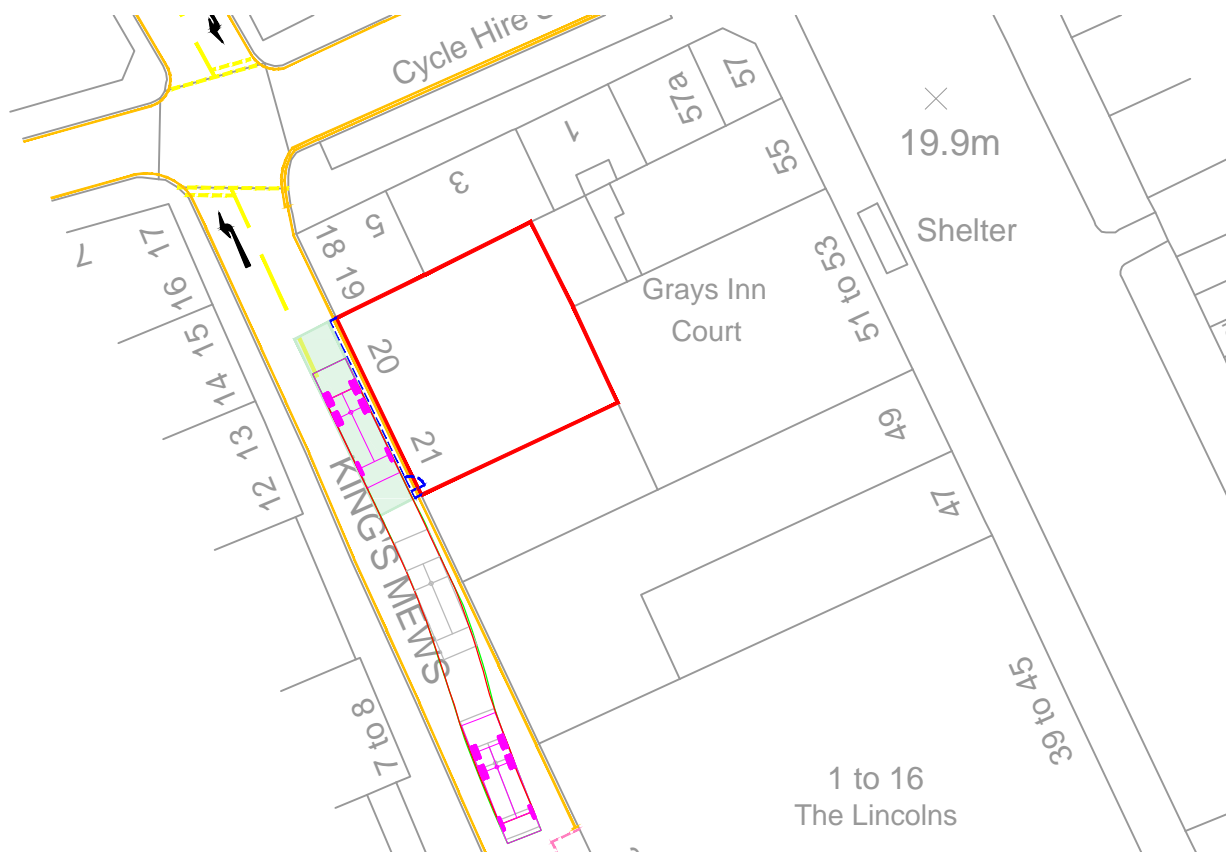 Cycle Hire S
57
57a
1
3
5
55
19.9m
Shelter
18 19
17
16
7
15
14
13
12
20
21
Grays Inn
Court
51 to 53
49
47
KING'S MEWS
7 to 8
39 to 45
1 to 16
The Lincolns